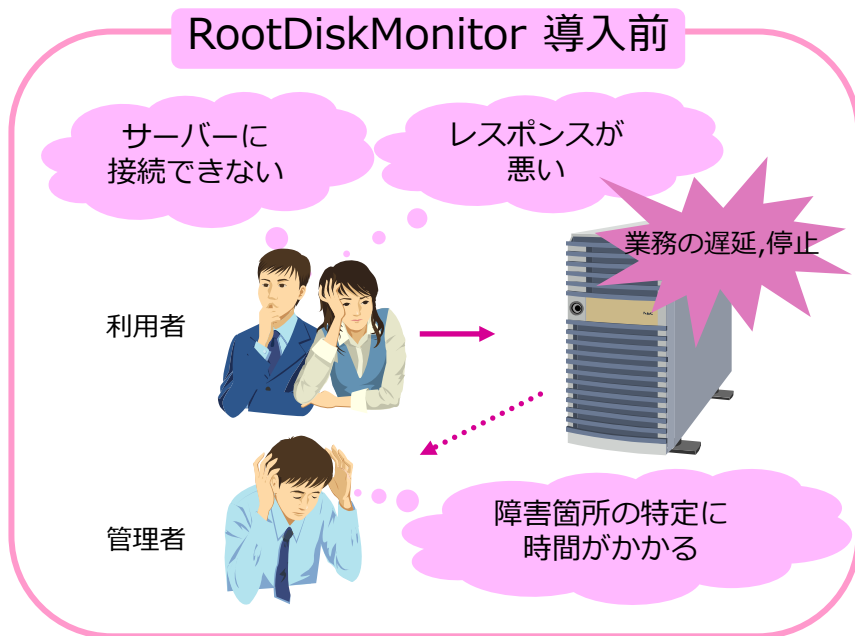 RootDiskMonitor 導入前
サーバーに
接続できない
レスポンスが
悪い
業務の遅延,停止
利用者
管理者
障害箇所の特定に
時間がかかる